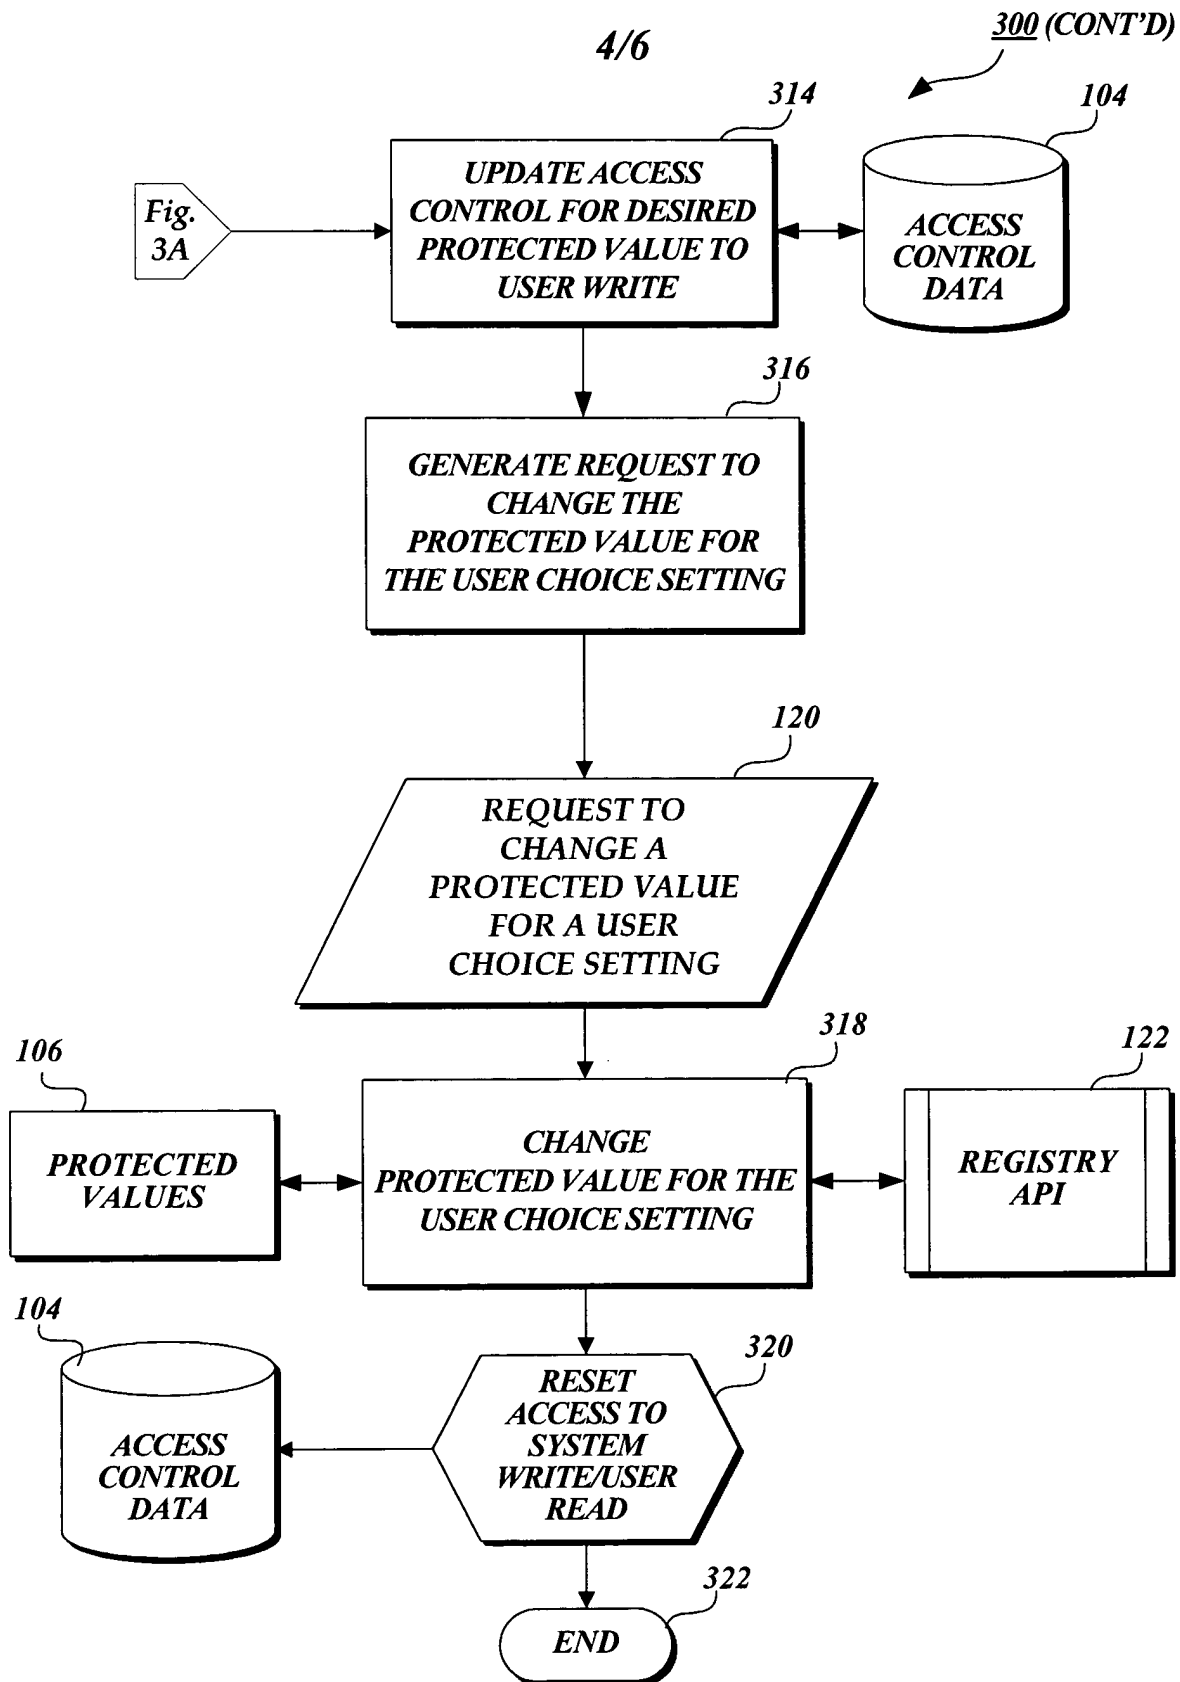 4/6
300 (CONT'D)
314
104
Fig.
3A
UPDATE ACCESS
CONTROL FOR DESIRED
PROTECTED VALUE TO
USER WRITE
ACCESS
CONTROL
DATA
316
GENERATE REQUEST TO
CHANGE THE
PROTECTED VALUE FOR
THE USER CHOICE SETTING
120
REQUEST TO
CHANGE A
PROTECTED VALUE
FOR A USER
CHOICE SETTING
106
318
122
PROTECTED
VALUES
CHANGE
PROTECTED VALUE FOR THE
USER CHOICE SETTING
REGISTRY
API
104
320
ACCESS
CONTROL
DATA
RESET
ACCESS TO
SYSTEM
WRITE/USER
READ
322
END